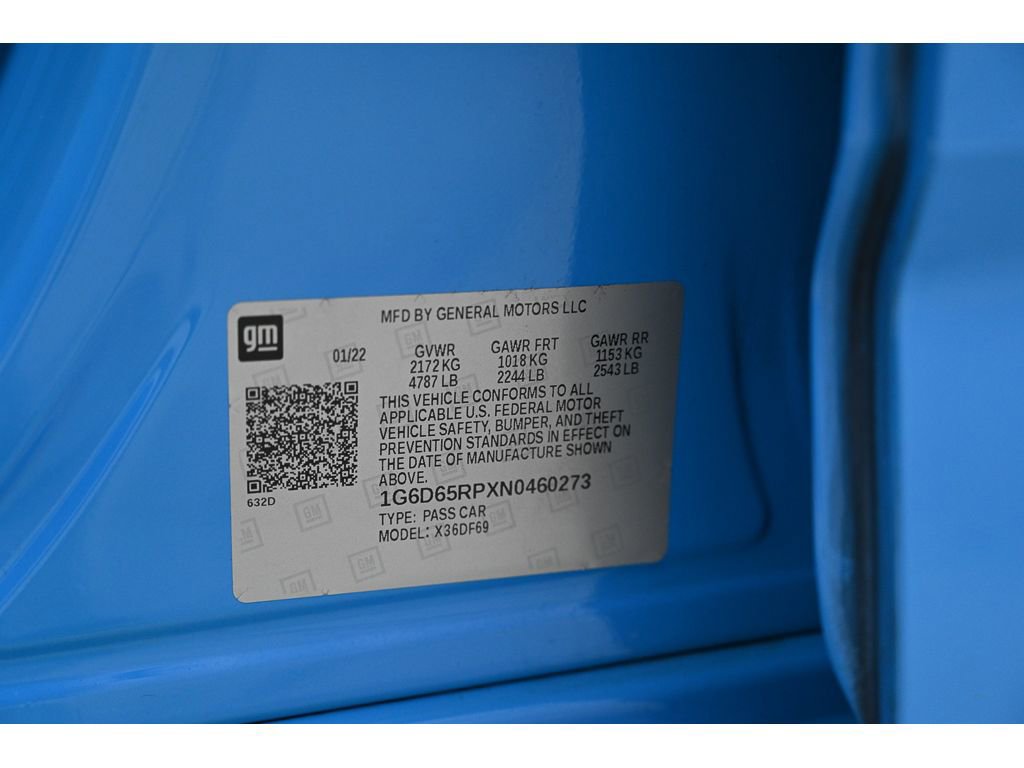 gm
MFD BY GENERAL MOTORS LLC
01/22
GVWR GAWR FRT GAWR RR
2172 KG 1018 KG 1153 KG
4787 LB 2244 LB 2543 LB
THIS VEHICLE CONFORMS TO ALL
APPLICABLE U.S. FEDERAL MOTOR
VEHICLE SAFETY, BUMPER, AND THEFT
PREVENTION STANDARDS IN EFFECT ON
THE DATE OF MANUFACTURE SHOWN
ABOVE.
632D
1G6D65RPXN0460273
TYPE: PASS CAR
MODEL: X36DF69